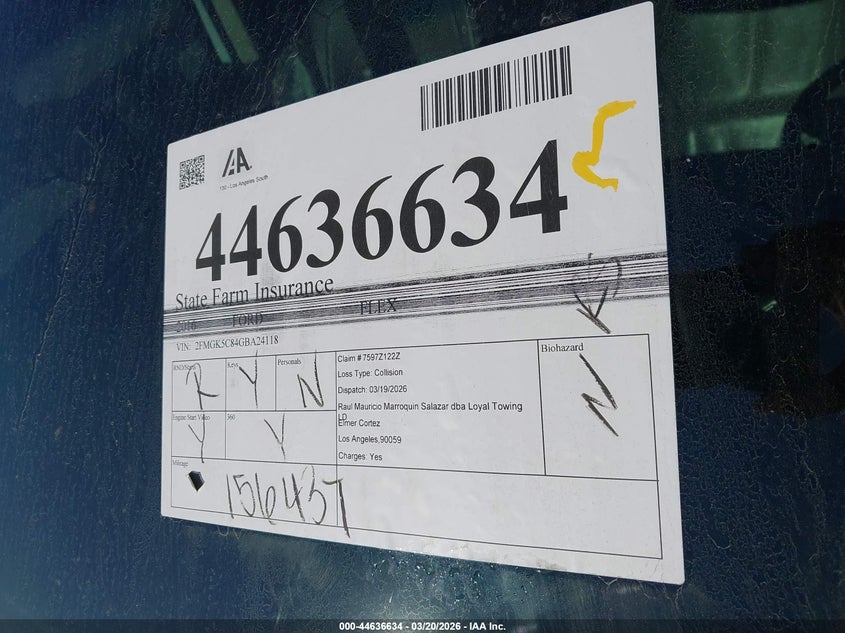 IAA.
130 - Los Angeles South
44636634
State Farm Insurance
2016 FORD FLEX
VIN: 2FMGK5C84GBA24118
R
Keys
Y
Personals
N
Engine Start Video
Y
360
Y
Mileage
156437
Claim # 7597Z122Z
Loss Type: Collision
Dispatch: 03/19/2026
Raul Mauricio Marroquin Salazar dba Loyal Towing
LD
Elmer Cortez
Los Angeles,90059
Charges: Yes
Biohazard
N
000-44636634 - 03/20/2026 - IAA Inc.